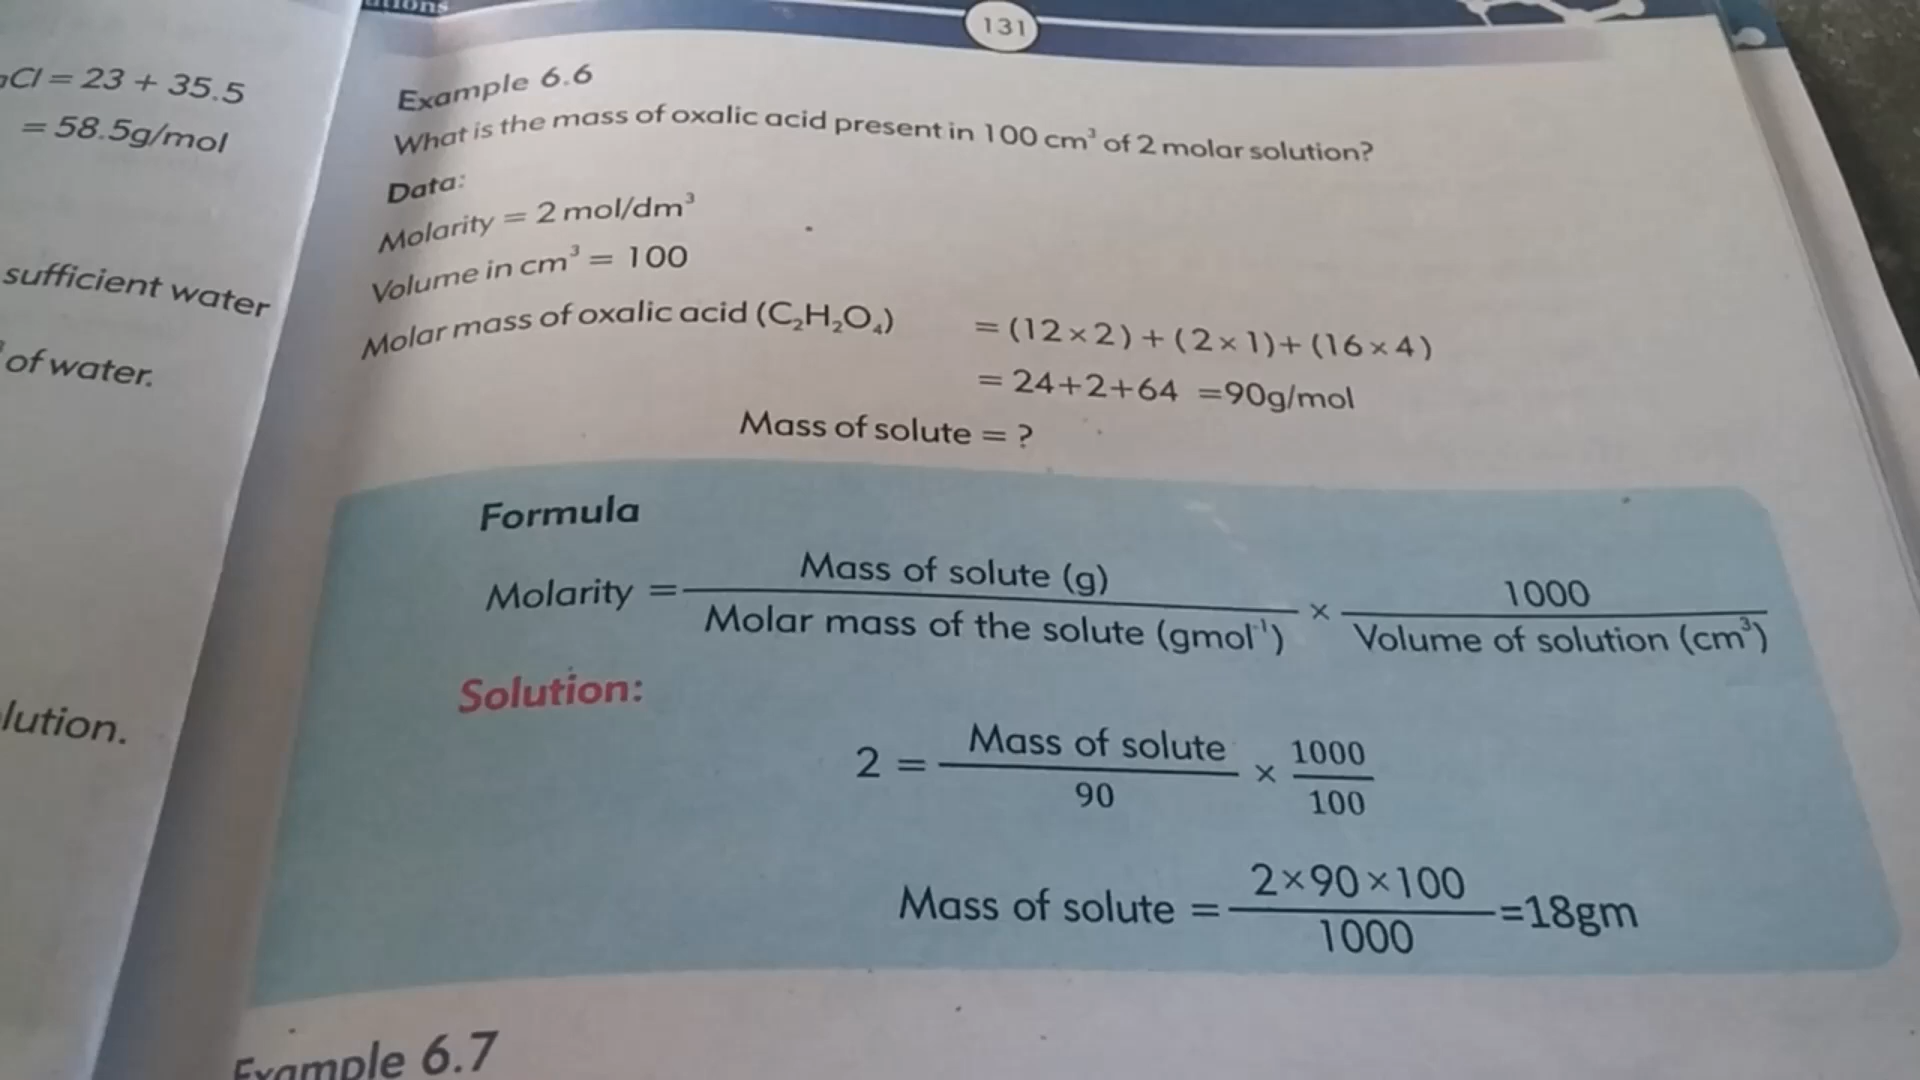 131
Cl = 23 + 35.5
= 58.5g/mol
sufficient water
of water.
lution.
Example 6.6
What is the mass of oxalic acid present in 100 cm³ of 2 molar solution?
Data:
Molarity = 2 mol/dm³
Volume in cm³ = 100
Molar mass of oxalic acid (C₂H₂O₄) = (12×2) + (2×1)+ (16×4)
= 24+2+64 =90g/mol
Mass of solute = ?
Formula
Molarity = Mass of solute (g) / Molar mass of the solute (gmol⁻¹) × 1000 / Volume of solution (cm³)
Solution:
2 = Mass of solute / 90 × 1000 / 100
Mass of solute = 2×90×100 / 1000 =18gm
Example 6.7